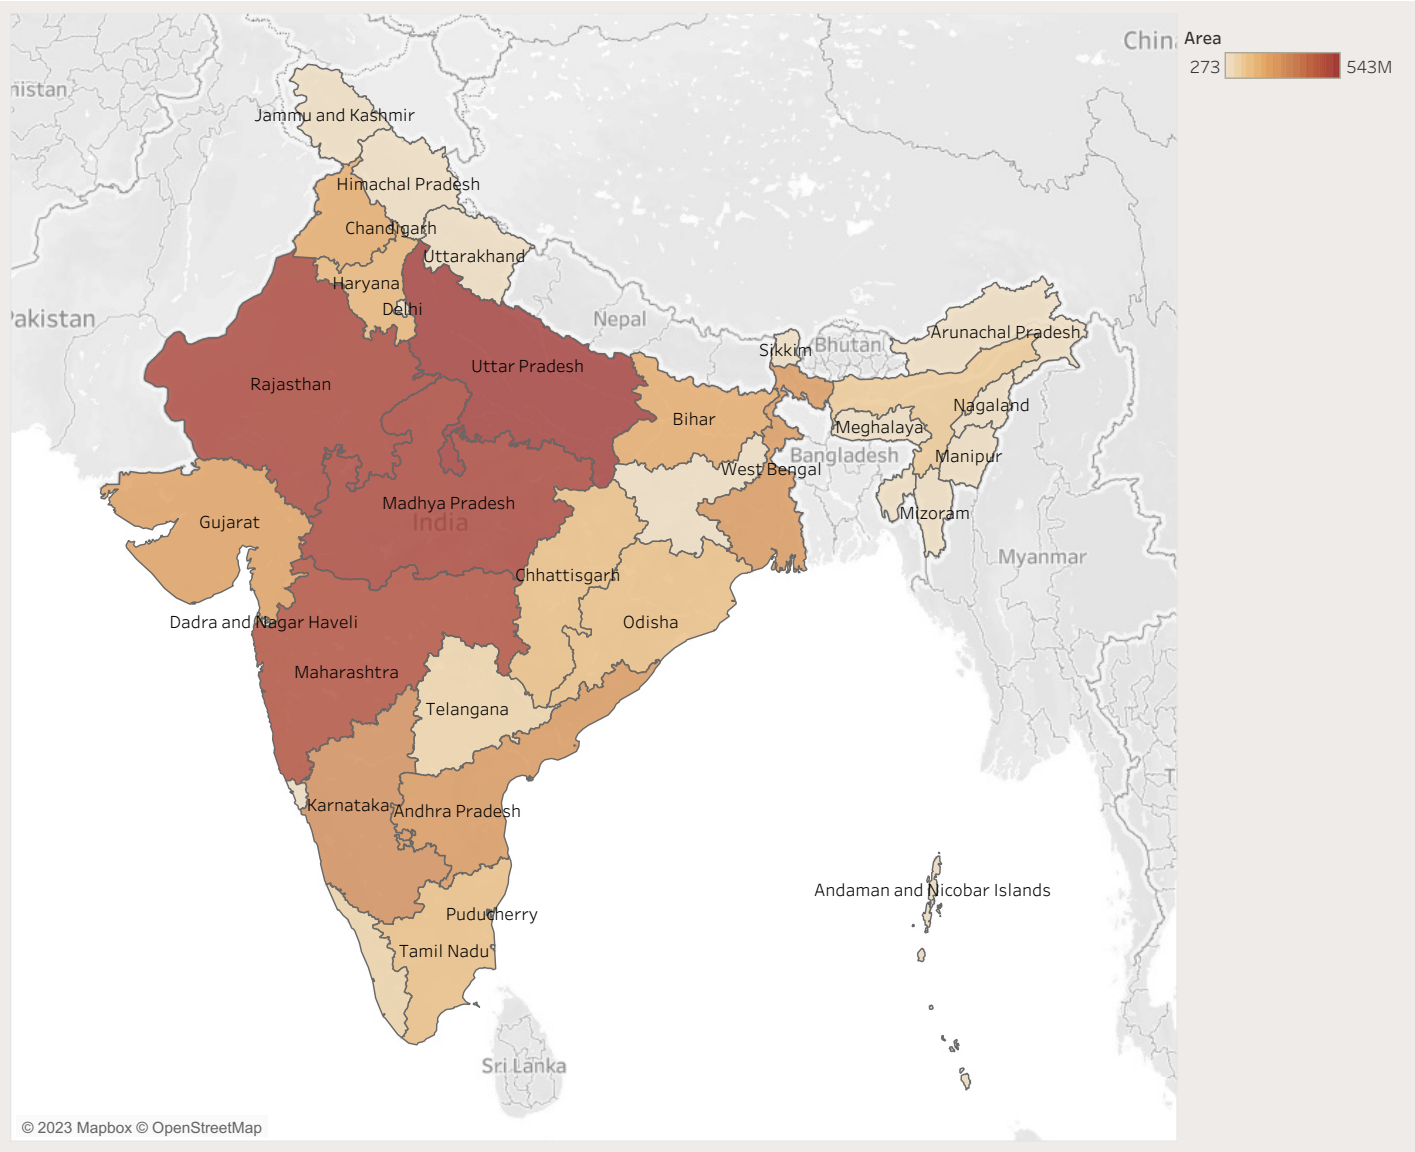 China
Area
273
543M
nistan
Jammu and Kashmir
Himachal Pradesh
Chandigarh
Uttarakhand
Haryana
Delhi
Pakistan
Nepal
Sikkim
Bhutan
Arunachal Pradesh
Uttar Pradesh
Rajasthan
Bihar
Nagaland
Meghalaya
Bangladesh
Manipur
West Bengal
Madhya Pradesh
India
Gujarat
Mizoram
Myanmar
Chhattisgarh
Dadra and Nagar Haveli
Odisha
Maharashtra
Telangana
T
Karnataka
Andhra Pradesh
Andaman and Nicobar Islands
Puducherry
Tamil Nadu
Sri Lanka
© 2023 Mapbox © OpenStreetMap